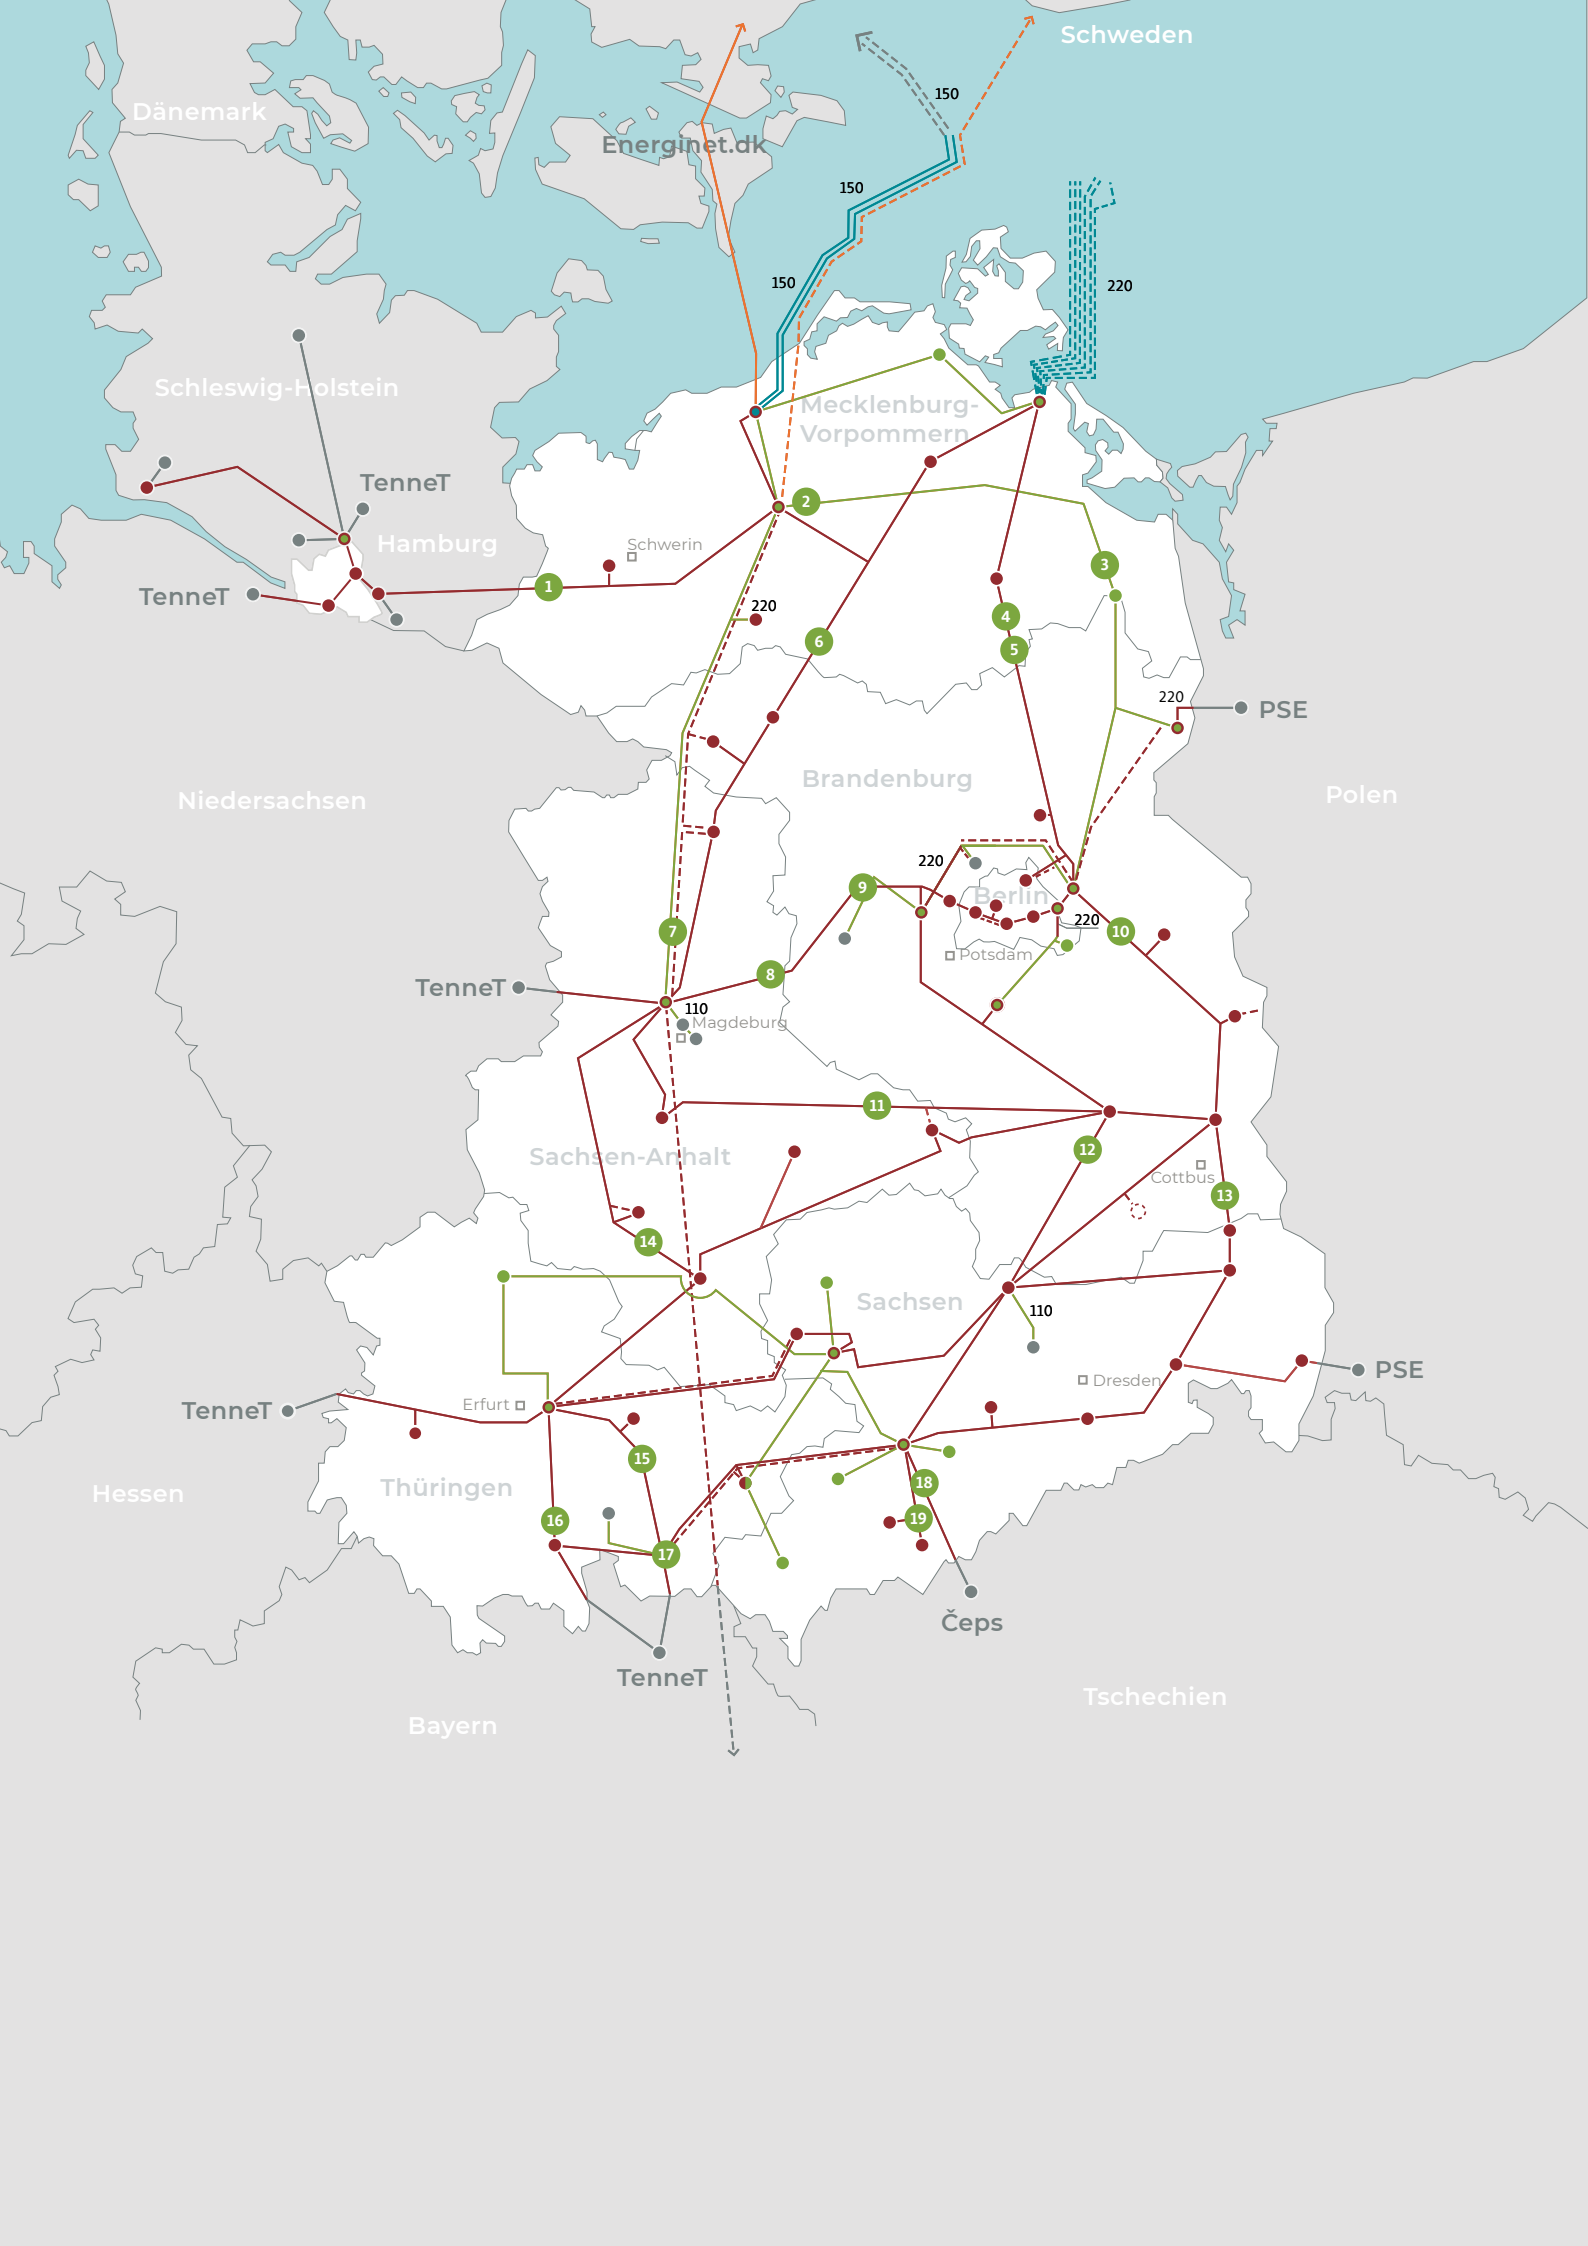 Schweden
150
Dänemark
Energinet.dk
150
150
220
Schleswig-Holstein
Mecklenburg-
Vorpommern
TenneT
2
Hamburg
Schwerin
3
TenneT
1
220
4
6
5
220
PSE
Brandenburg
Niedersachsen
Polen
220
9
Berlin
220
7
10
Potsdam
8
TenneT
110
Magdeburg
11
12
Sachsen-Anhalt
Cottbus
13
14
Sachsen
110
PSE
Dresden
Erfurt
TenneT
15
18
Thüringen
Hessen
16
19
17
Čeps
TenneT
Tschechien
Bayern